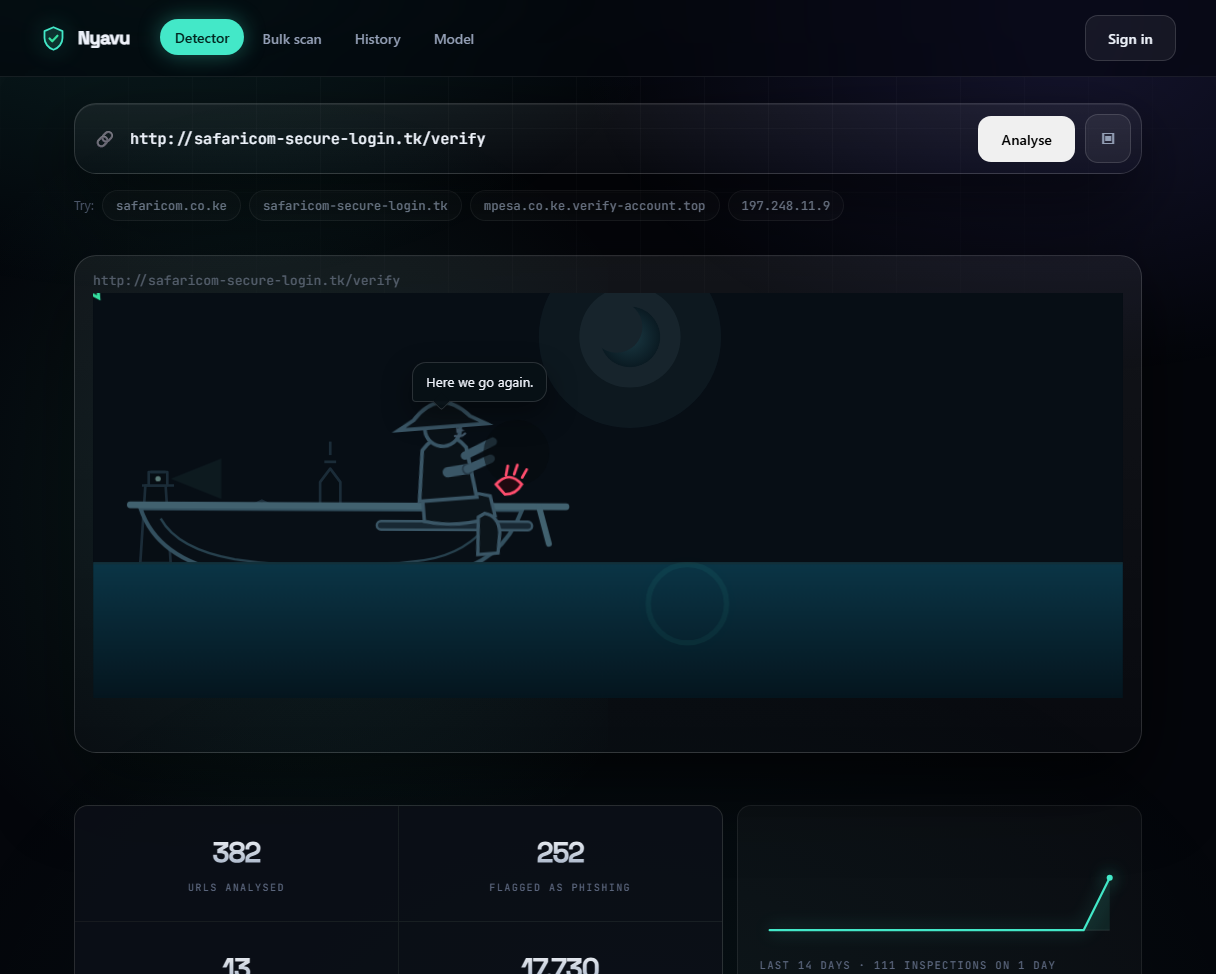 Nyavu
Detector
Bulk scan
History
Model
Sign in
http://safaricom-secure-login.tk/verify
Analyse
Try:
safaricom.co.ke
safaricom-secure-login.tk
mpesa.co.ke.verify-account.top
197.248.11.9
http://safaricom-secure-login.tk/verify
Here we go again.
382
URLS ANALYSED
252
FLAGGED AS PHISHING
13
17,730
LAST 14 DAYS · 111 INSPECTIONS ON 1 DAY